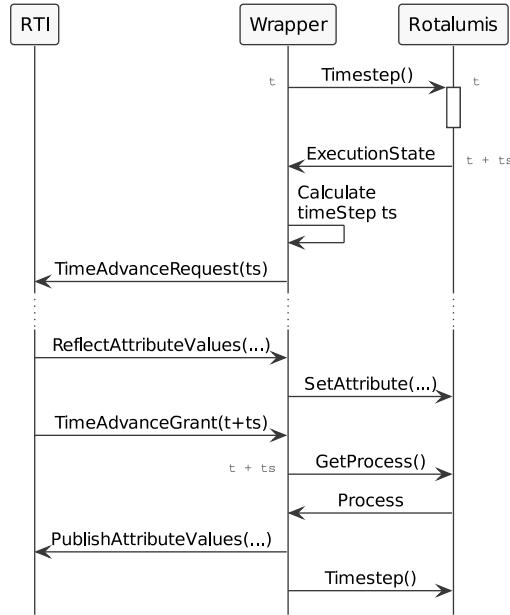 RTI Wrapper Rotalumis
t Timestep() t
ExecutionState t + ts
Calculate
timeStep ts
TimeAdvanceRequest(ts)
ReflectAttributeValues(...)
SetAttribute(...)
TimeAdvanceGrant(t+ts)
t + ts GetProcess()
Process
PublishAttributeValues(...)
Timestep()